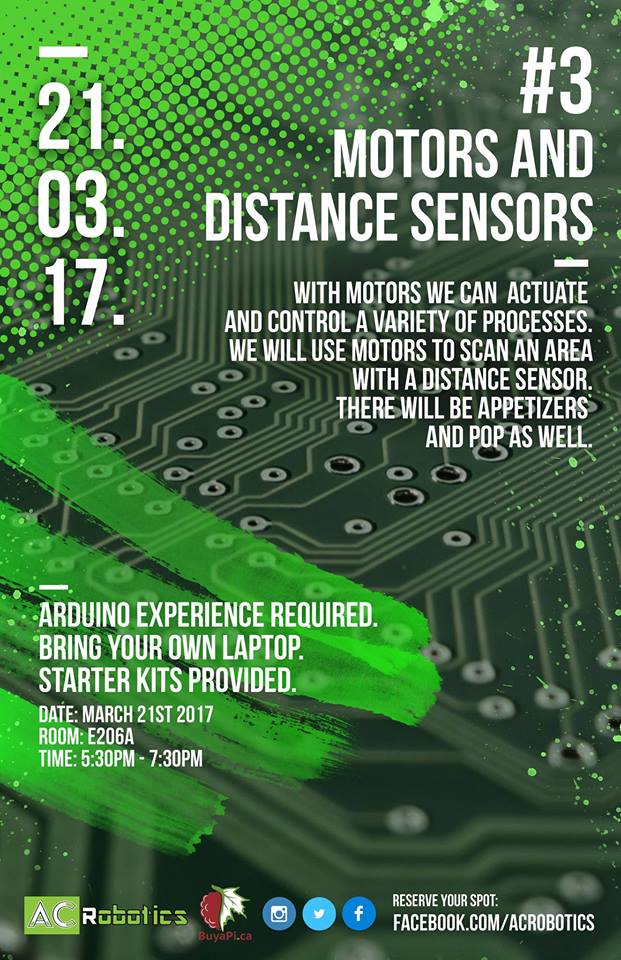 21.
03.
17.
#3
MOTORS AND
DISTANCE SENSORS
WITH MOTORS WE CAN ACTUATE
AND CONTROL A VARIETY OF PROCESSES.
WE WILL USE MOTORS TO SCAN AN AREA
WITH A DISTANCE SENSOR.
THERE WILL BE APPETIZERS
AND POP AS WELL.
ARDUINO EXPERIENCE REQUIRED.
BRING YOUR OWN LAPTOP.
STARTER KITS PROVIDED.
DATE: MARCH 21ST 2017
ROOM: E206A
TIME: 5:30PM - 7:30PM
AC Robotics
BuyaPi.ca
RESERVE YOUR SPOT:
FACEBOOK.COM/ACROBOTICS